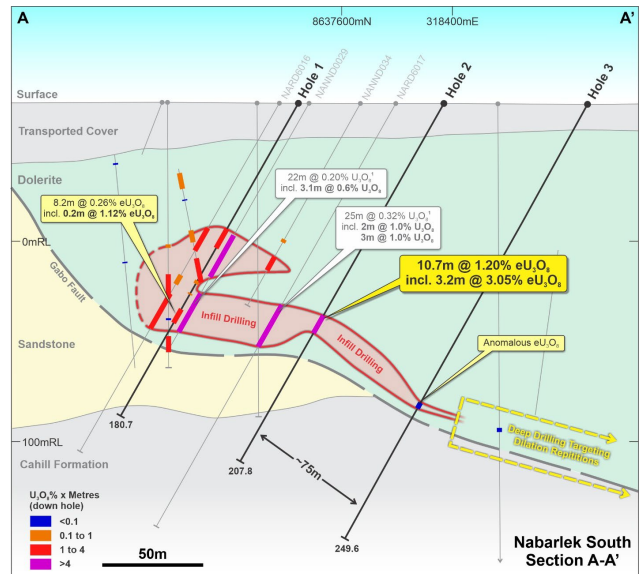 A
8637600mN
318400mE
A'
NARD6016
Hole 1
NANND0029
NANND034
NARD6017
Hole 2
Hole 3
Surface
Transported Cover
Dolerite
22m @ 0.20% U₃O₈¹
incl. 3.1m @ 0.6% U₃O₈
8.2m @ 0.26% eU₃O₈
incl. 0.2m @ 1.12% eU₃O₈
25m @ 0.32% U₃O₈¹
incl. 2m @ 1.0% U₃O₈
3m @ 1.0% U₃O₈
0mRL
10.7m @ 1.20% eU₃O₈
incl. 3.2m @ 3.05% eU₃O₈
Gabo Fault
Infill Drilling
Infill Drilling
Sandstone
Anomalous eU₃O₈
Deep Drilling Targeting
Dilation Repititions
180.7
100mRL
Cahill Formation
207.8
~75m
249.6
U₃O₈% x Metres
(down hole)
<0.1
0.1 to 1
1 to 4
>4
50m
Nabarlek South
Section A-A'